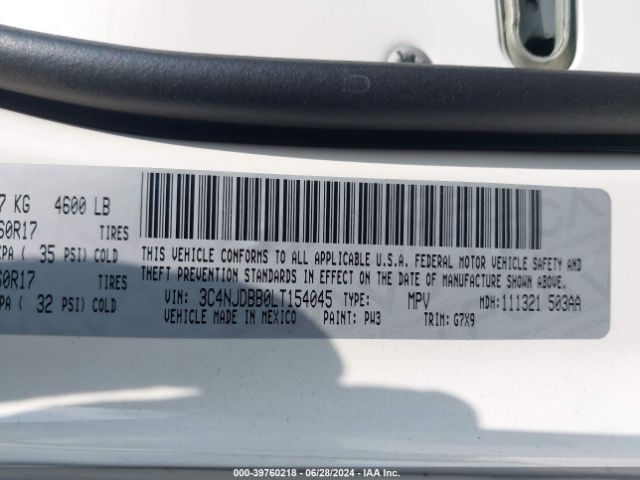 7 KG 4600 LB
60R17 TIRES
KPA ( 35 PSI) COLD
60R17 TIRES
PA ( 32 PSI) COLD
THIS VEHICLE CONFORMS TO ALL APPLICABLE U.S.A. FEDERAL MOTOR VEHICLE SAFETY AND
THEFT PREVENTION STANDARDS IN EFFECT ON THE DATE OF MANUFACTURE SHOWN ABOVE.
VIN: 3C4NJDBB0LT154045 TYPE: MPV MDH: 111321 503AA
VEHICLE MADE IN MEXICO PAINT: PW3 TRIM: G7X9
000-39760218 - 06/28/2024 - IAA Inc.